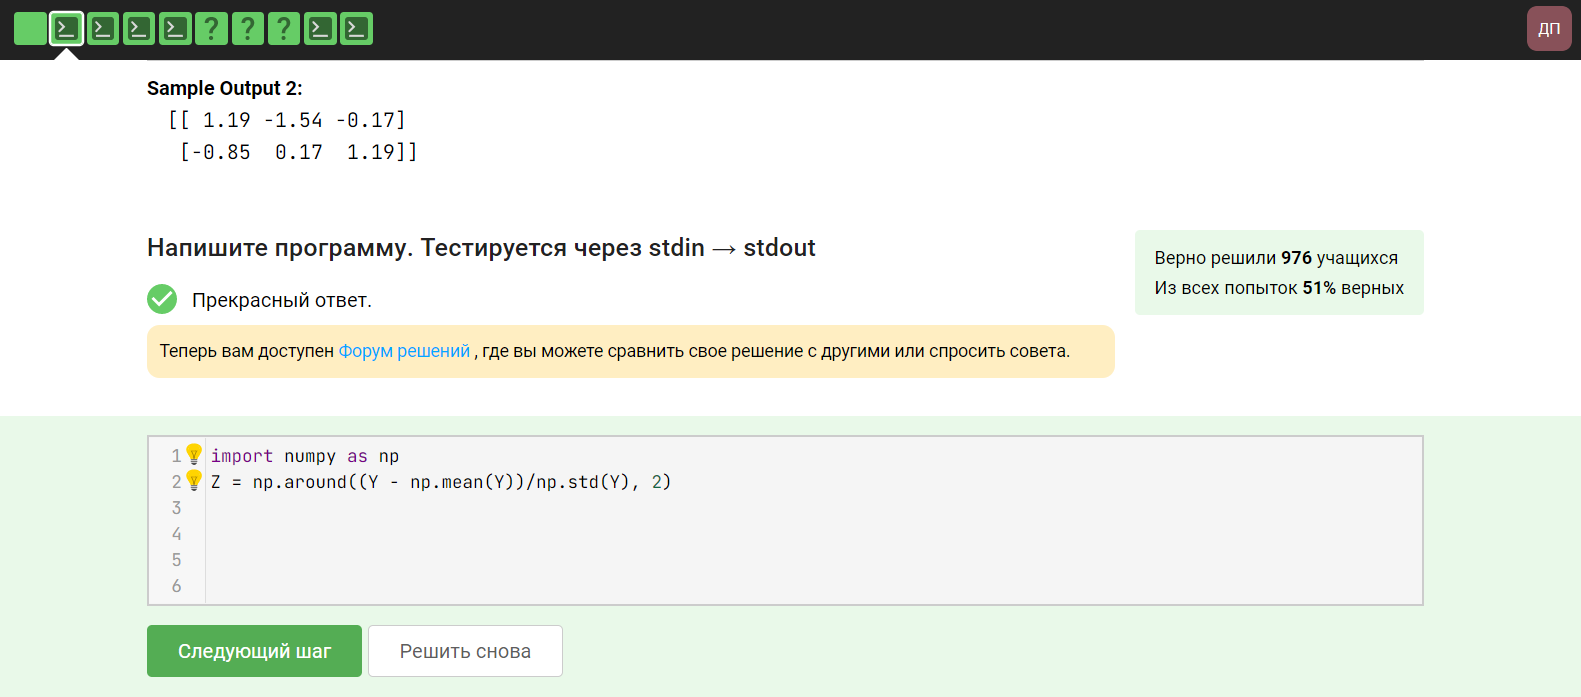 ? ? ?
ДП
Sample Output 2:
[[ 1.19 -1.54 -0.17]
[-0.85 0.17 1.19]]
Напишите программу. Тестируется через stdin → stdout
Верно решили 976 учащихся
Из всех попыток 51% верных
Прекрасный ответ.
Теперь вам доступен Форум решений , где вы можете сравнить свое решение с другими или спросить совета.
1 import numpy as np
2 Z = np.around((Y - np.mean(Y))/np.std(Y), 2)
3
4
5
6
Следующий шаг
Решить снова